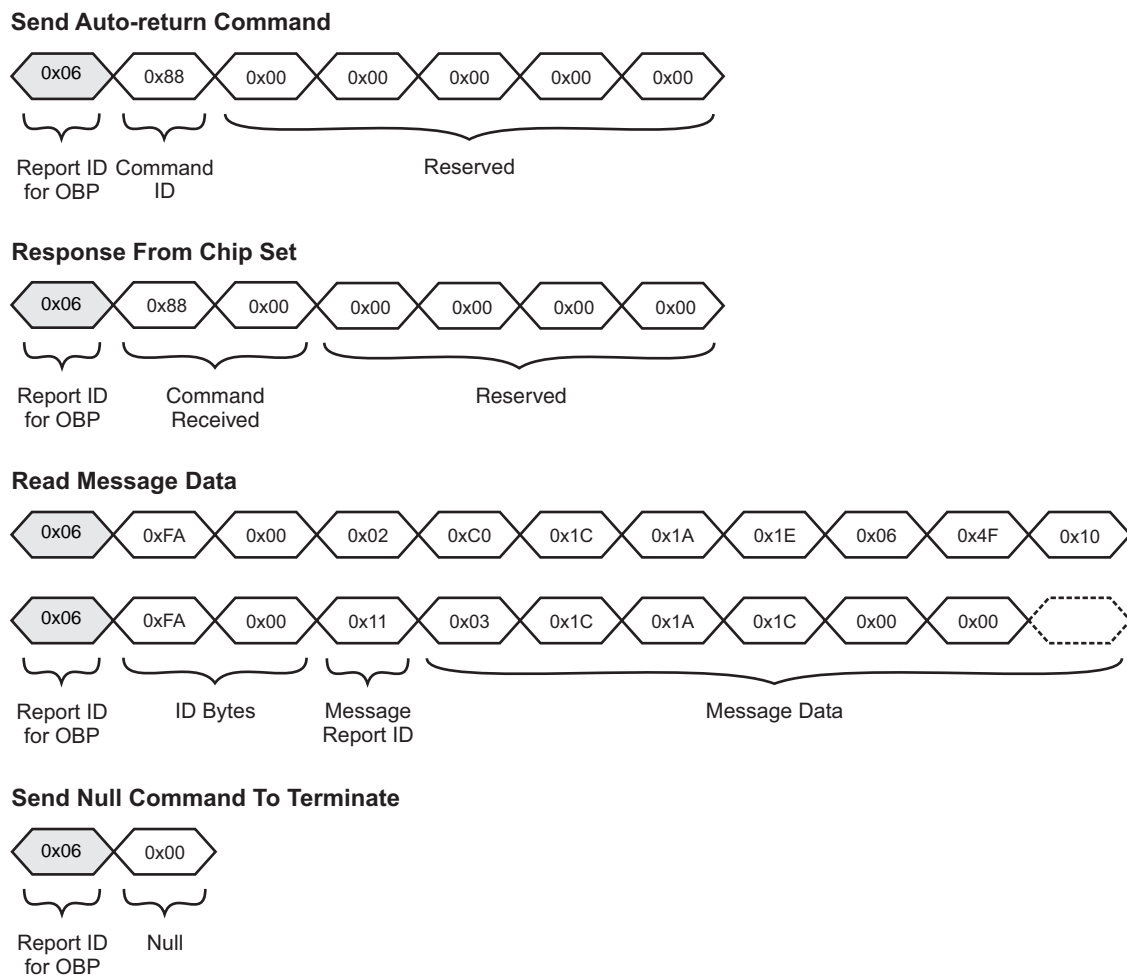 Send Auto-return Command
0x06 0x88 0x00 0x00 0x00 0x00 0x00
Report ID Command Reserved
for OBP ID
Response From Chip Set
0x06 0x88 0x00 0x00 0x00 0x00 0x00
Report ID Command Reserved
for OBP Received
Read Message Data
0x06 0xFA 0x00 0x02 0xC0 0x1C 0x1A 0x1E 0x06 0x4F 0x10
0x06 0xFA 0x00 0x11 0x03 0x1C 0x1A 0x1C 0x00 0x00
Report ID ID Bytes Message Message Data
for OBP Report ID
Send Null Command To Terminate
0x06 0x00
Report ID Null
for OBP